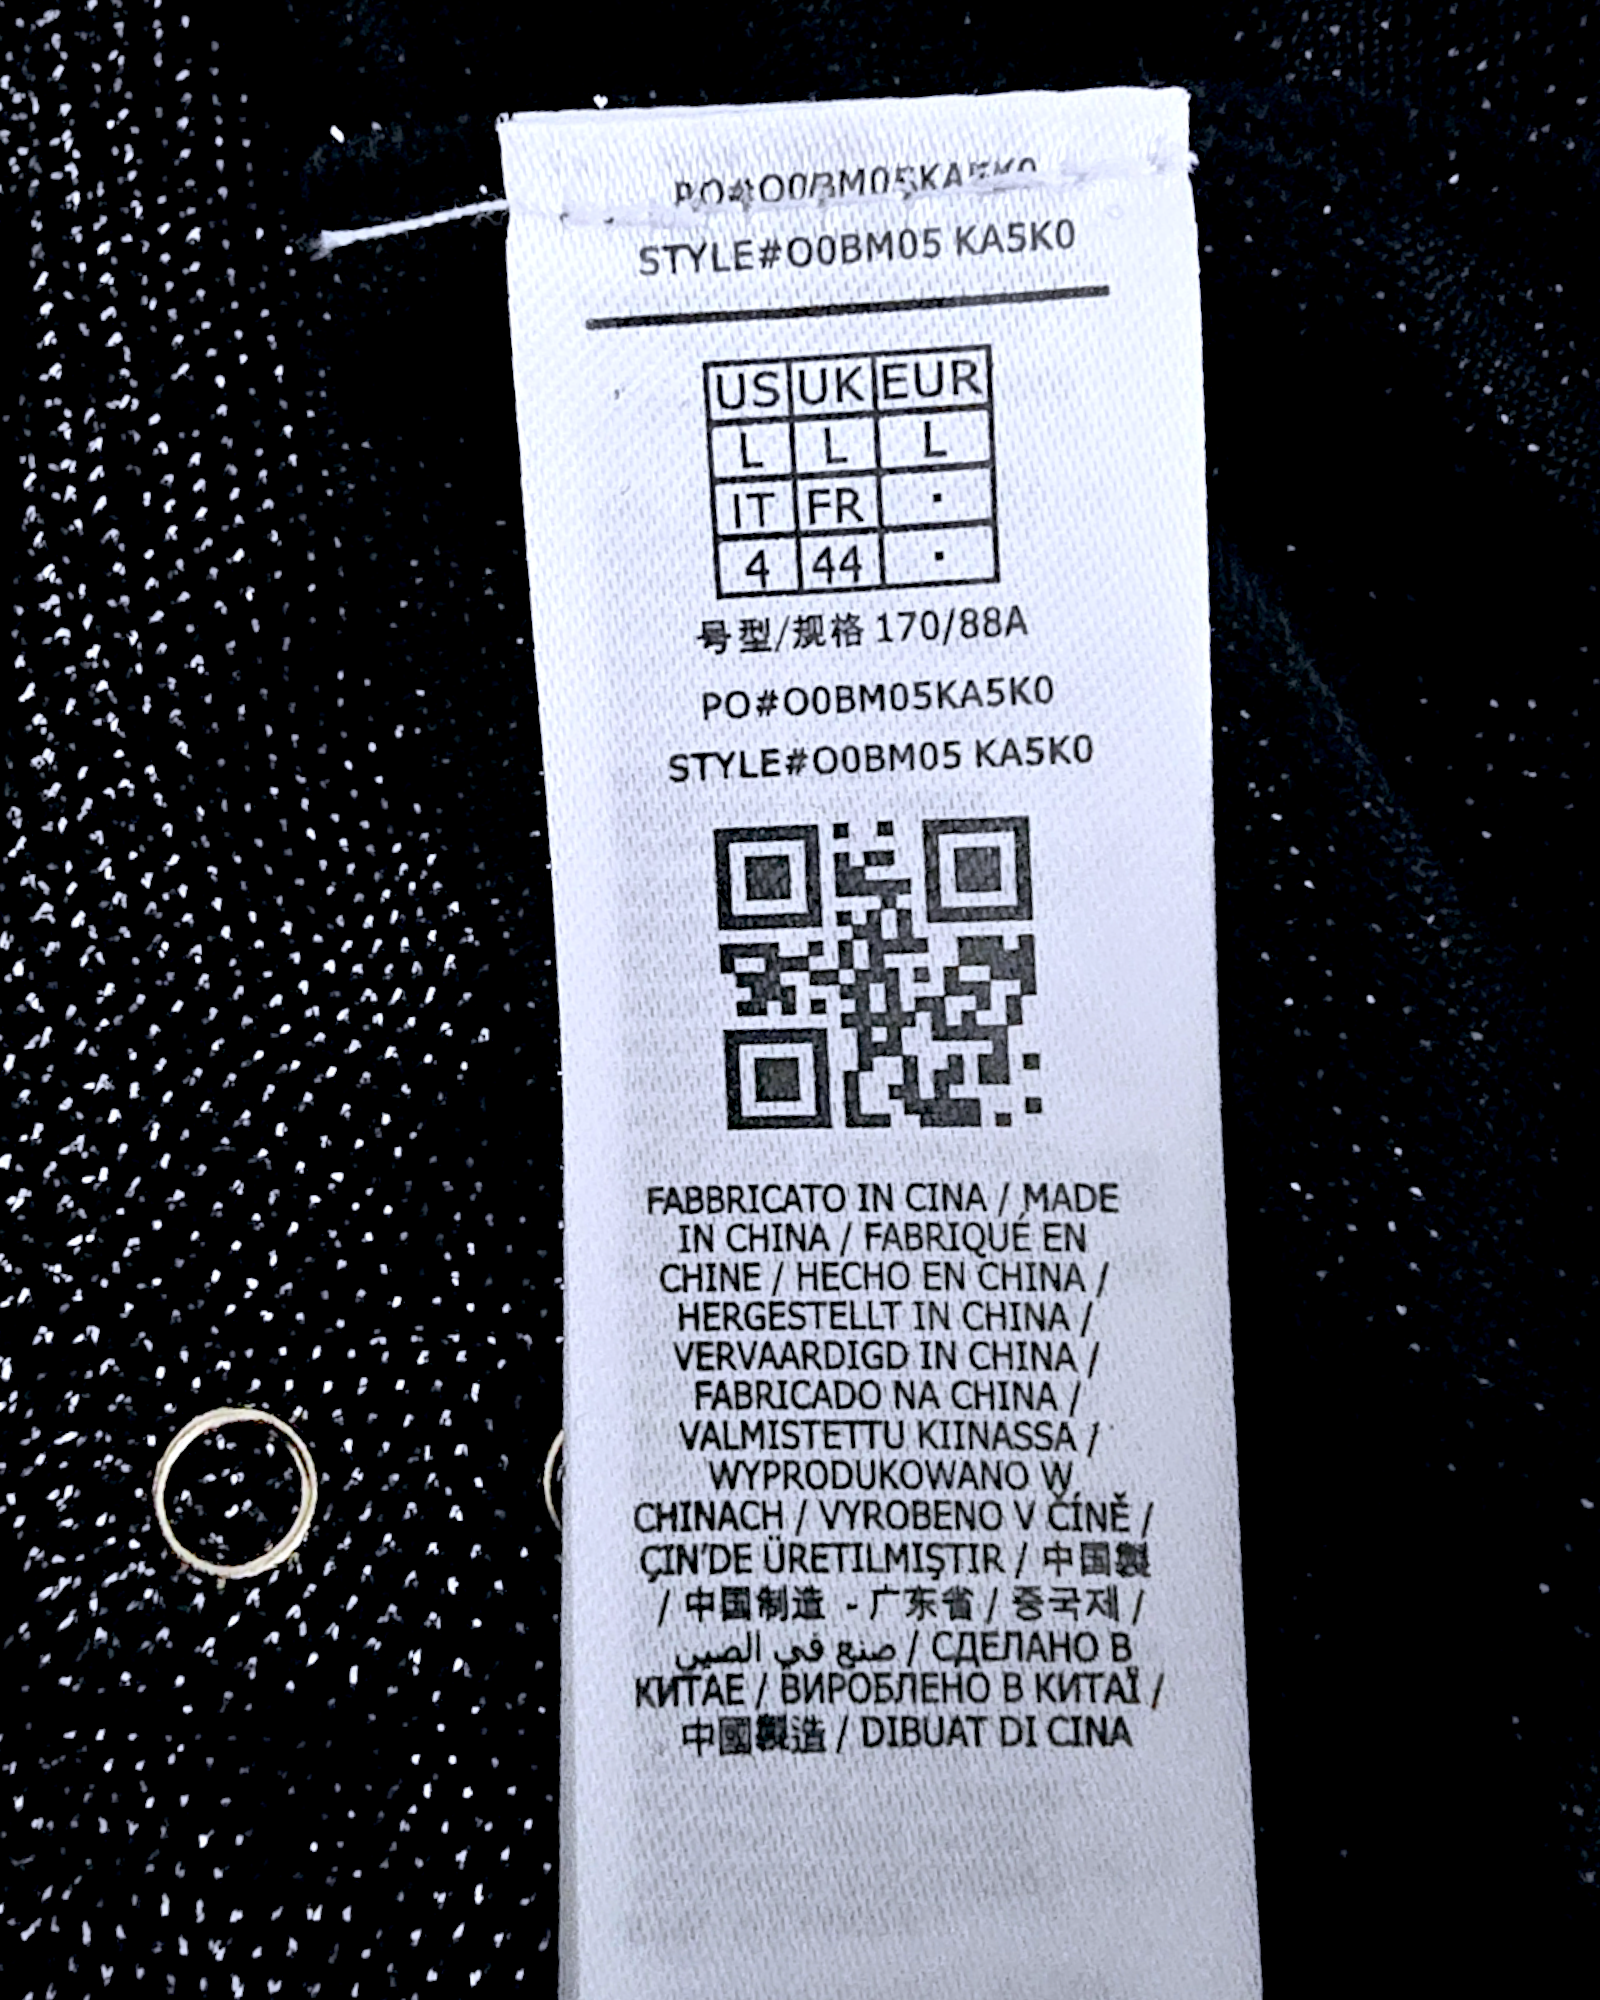 PO#O0BM05KA5K0
STYLE#O0BM05 KA5K0
US UK EUR
L L L
IT FR .
4 44 .
号型/规格 170/88A
PO#O0BM05KA5K0
STYLE#O0BM05 KA5K0
FABBRICATO IN CINA / MADE
IN CHINA / FABRIQUÉ EN
CHINE / HECHO EN CHINA /
HERGESTELLT IN CHINA /
VERVAARDIGD IN CHINA /
FABRICADO NA CHINA /
VALMISTETTU KIINASSA /
WYPRODUKOWANO W
CHINACH / VYROBENO V ČÍNĚ /
ÇIN'DE ÜRETILMIŞTIR / 中国製
/ 中国制造 - 广东省 / 중국제 /
صنع في الصين / СДЕЛАНО В
КИТАЕ / ВИРОБЛЕНО В КИТАЇ /
中國製造 / DIBUAT DI CINA